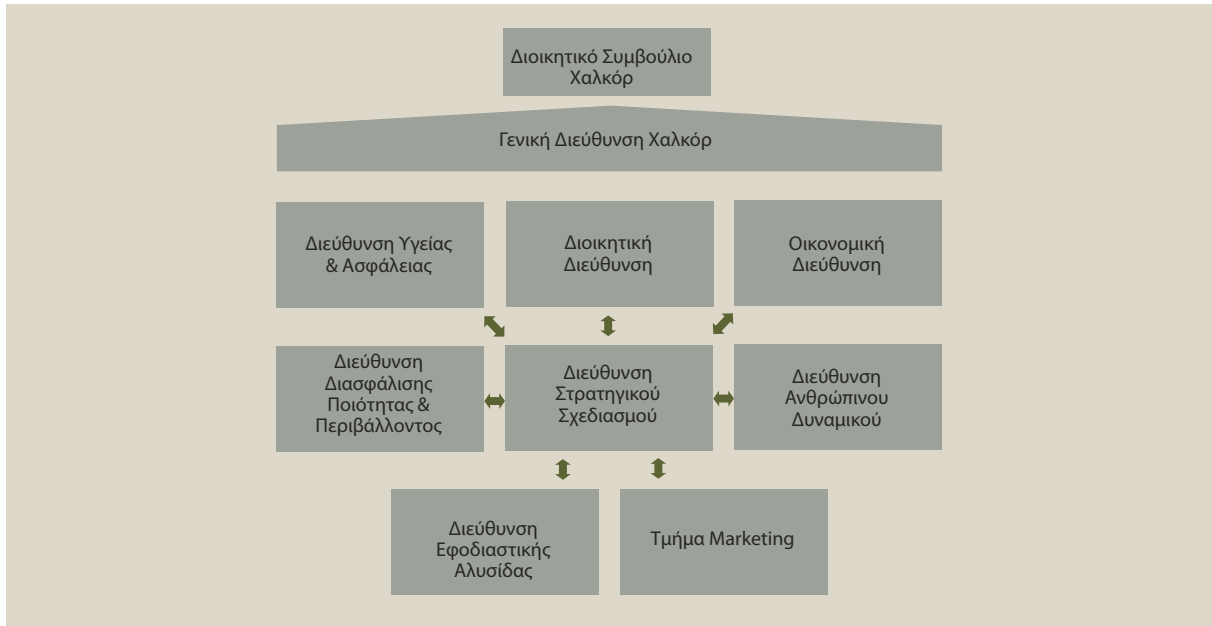 Διοικητικό Συμβούλιο
Χαλκόρ
Γενική Διεύθυνση Χαλκόρ
Διεύθυνση Υγείας
& Ασφάλειας
Διοικητική
Διεύθυνση
Οικονομική
Διεύθυνση
Διεύθυνση
Διασφάλισης
Ποιότητας &
Περιβάλλοντος
Διεύθυνση
Στρατηγικού
Σχεδιασμού
Διεύθυνση
Ανθρώπινου
Δυναμικού
Διεύθυνση
Εφοδιαστικής
Αλυσίδας
Τμήμα Marketing